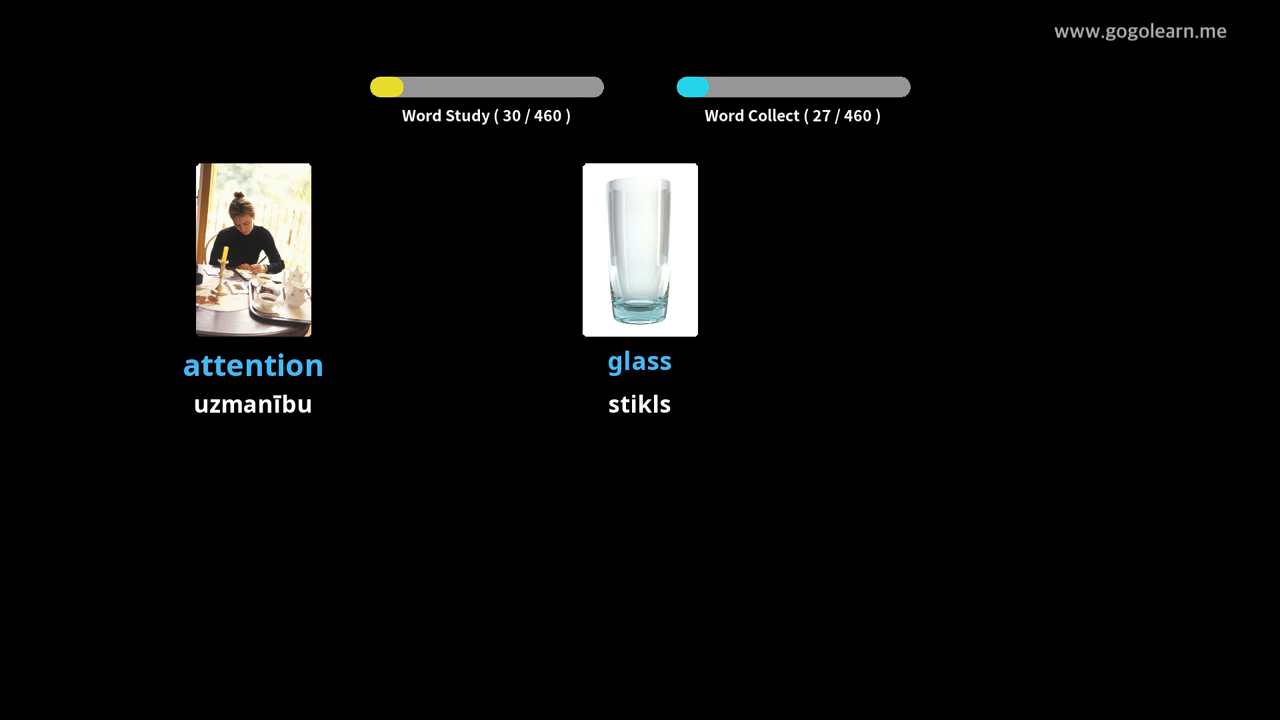 www.gogolearn.me
Word Study ( 30 / 460 )
Word Collect ( 27 / 460 )
attention
uzmanību
glass
stikls